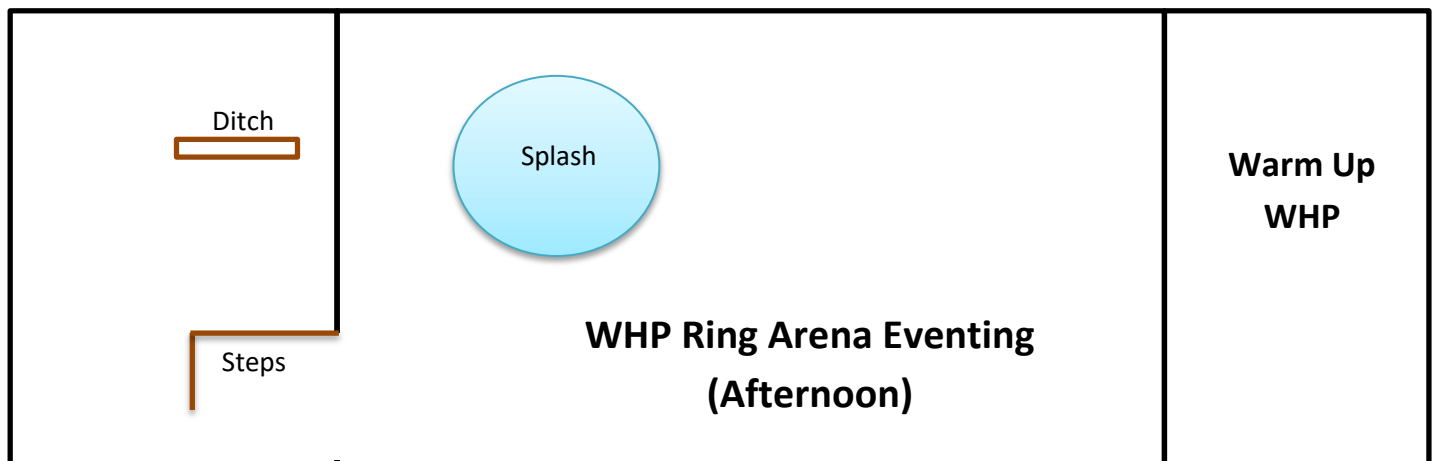 Ditch
Splash
Warm Up
WHP
Steps
WHP Ring Arena Eventing
(Afternoon)